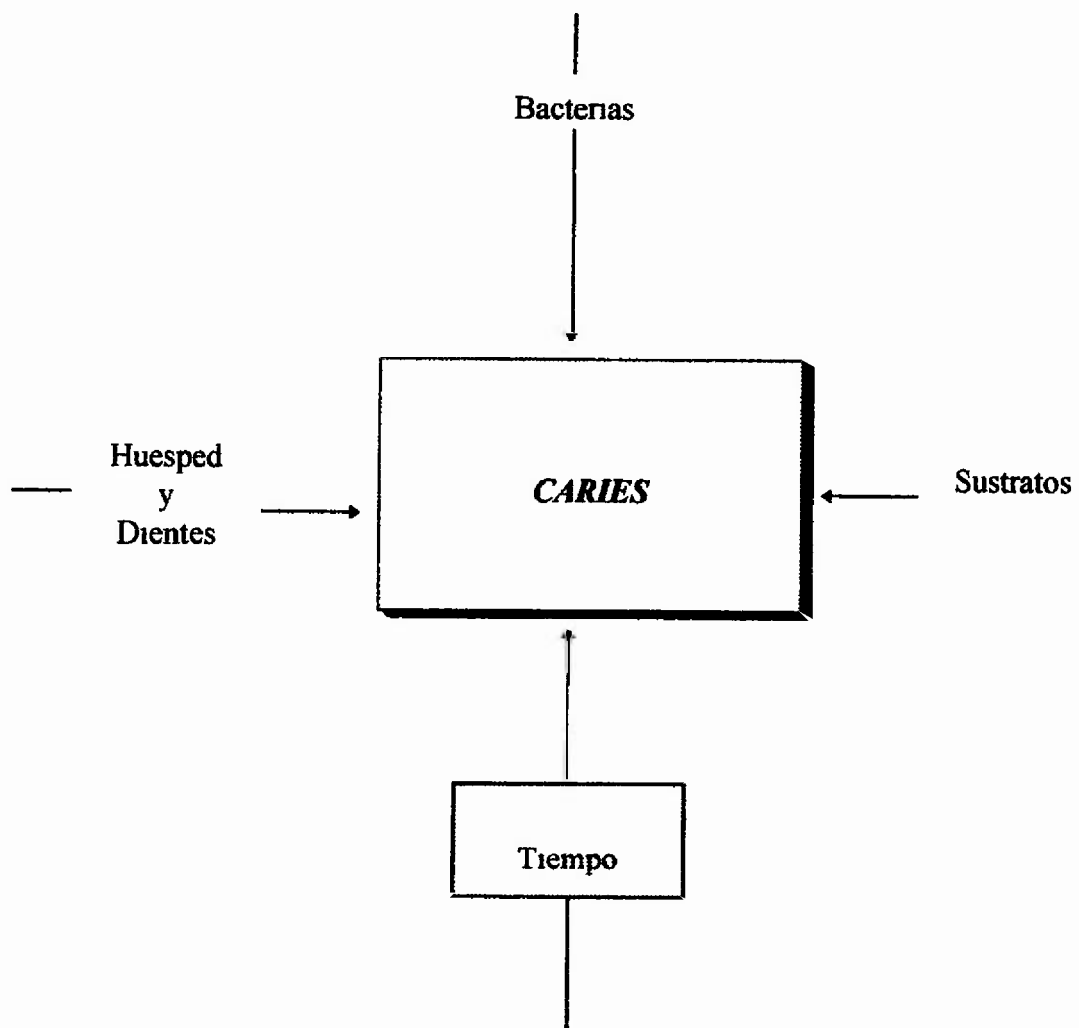 Bacterias
Huesped
y
Dientes
CARIES
Sustratos
Tiempo